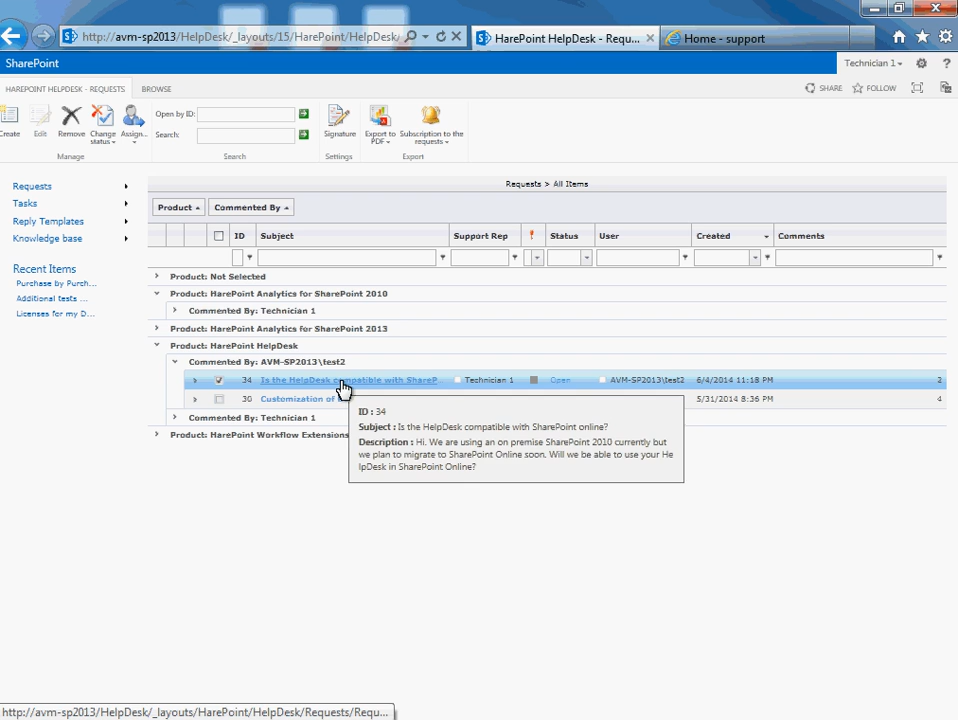 http://avm-sp2013/HelpDesk/_layouts/15/HarePoint/HelpDesk/
HarePoint HelpDesk - Requ...
Home - support
SharePoint
Technician 1
HAREPOINT HELPDESK - REQUESTS
BROWSE
SHARE
FOLLOW
Create
Edit
Remove
Change status
Assign...
Open by ID:
Search:
Signature
Export to PDF
Subscription to the requests
Manage
Search
Settings
Export
Requests
Tasks
Reply Templates
Knowledge base
Recent Items
Purchase by Purch...
Additional tests ...
Licenses for my D...
Requests > All Items
Product
Commented By
ID
Subject
Support Rep
!
Status
User
Created
Comments
Product: Not Selected
Product: HarePoint Analytics for SharePoint 2010
Commented By: Technician 1
Product: HarePoint Analytics for SharePoint 2013
Product: HarePoint HelpDesk
Commented By: AVM-SP2013\test2
34 Is the HelpDesk compatible with ShareP Technician 1 Open AVM-SP2013\test2 6/4/2014 11:18 PM 2
30 Customization of 5/31/2014 8:36 PM 4
Commented By: Technician 1
Product: HarePoint Workflow Extensions
ID : 34
Subject : Is the HelpDesk compatible with SharePoint online?
Description : Hi. We are using an on premise SharePoint 2010 currently but
we plan to migrate to SharePoint Online soon. Will we be able to use your He
lpDesk in SharePoint Online?
http://avm-sp2013/HelpDesk/_layouts/HarePoint/HelpDesk/Requests/Requ...